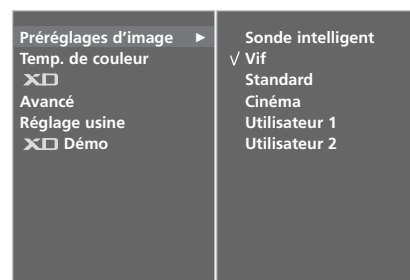 Préréglages d'image ►
Temp. de couleur
XD
Avancé
Réglage usine
XD Démo
Sonde intelligent
√ Vif
Standard
Cinéma
Utilisateur 1
Utilisateur 2